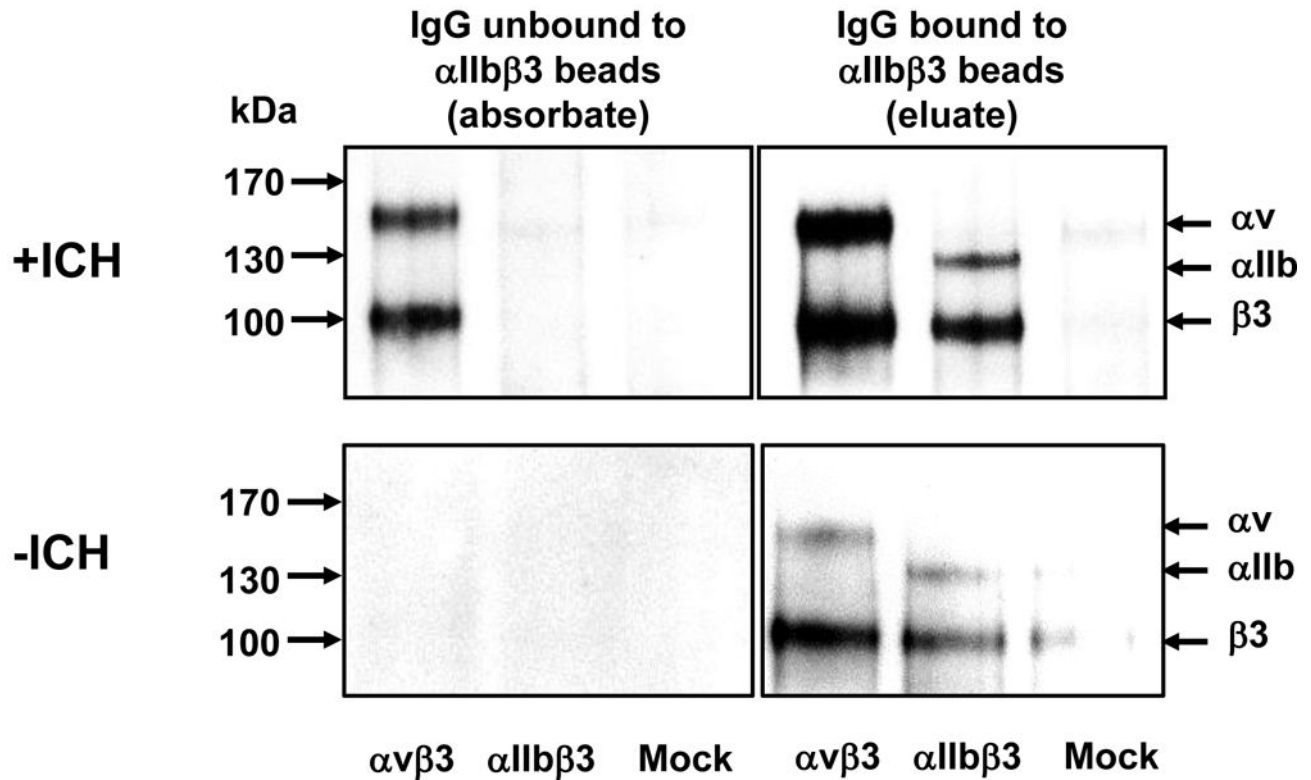 IgG unbound to
αIIbβ3 beads
(absorbate)
IgG bound to
αIIbβ3 beads
(eluate)
kDa
+ICH
170
130
100
αv
αIIb
β3
-ICH
170
130
100
αv
αIIb
β3
αvβ3 αIIbβ3 Mock αvβ3 αIIbβ3 Mock